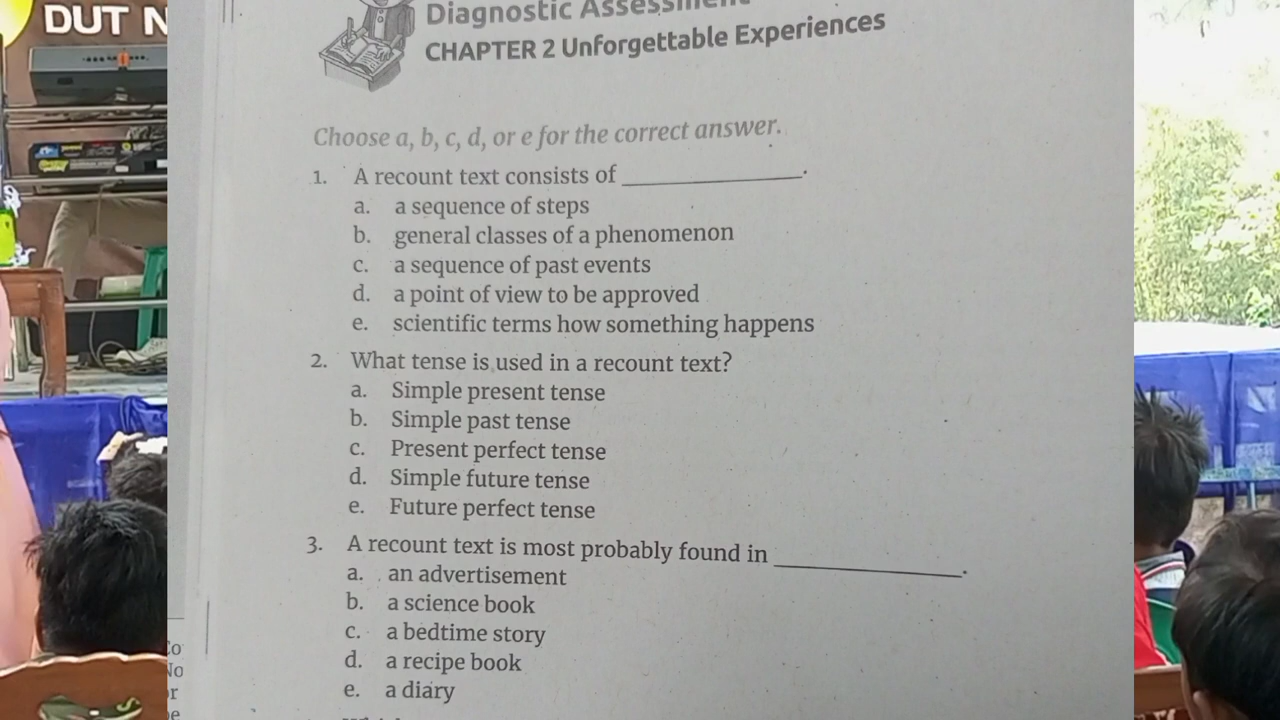 DUT N
Diagnostic Assessment
CHAPTER 2 Unforgettable Experiences
Choose a, b, c, d, or e for the correct answer.
1. A recount text consists of ____________.
a. a sequence of steps
b. general classes of a phenomenon
c. a sequence of past events
d. a point of view to be approved
e. scientific terms how something happens
2. What tense is used in a recount text?
a. Simple present tense
b. Simple past tense
c. Present perfect tense
d. Simple future tense
e. Future perfect tense
3. A recount text is most probably found in ____________.
a. an advertisement
b. a science book
c. a bedtime story
d. a recipe book
e. a diary